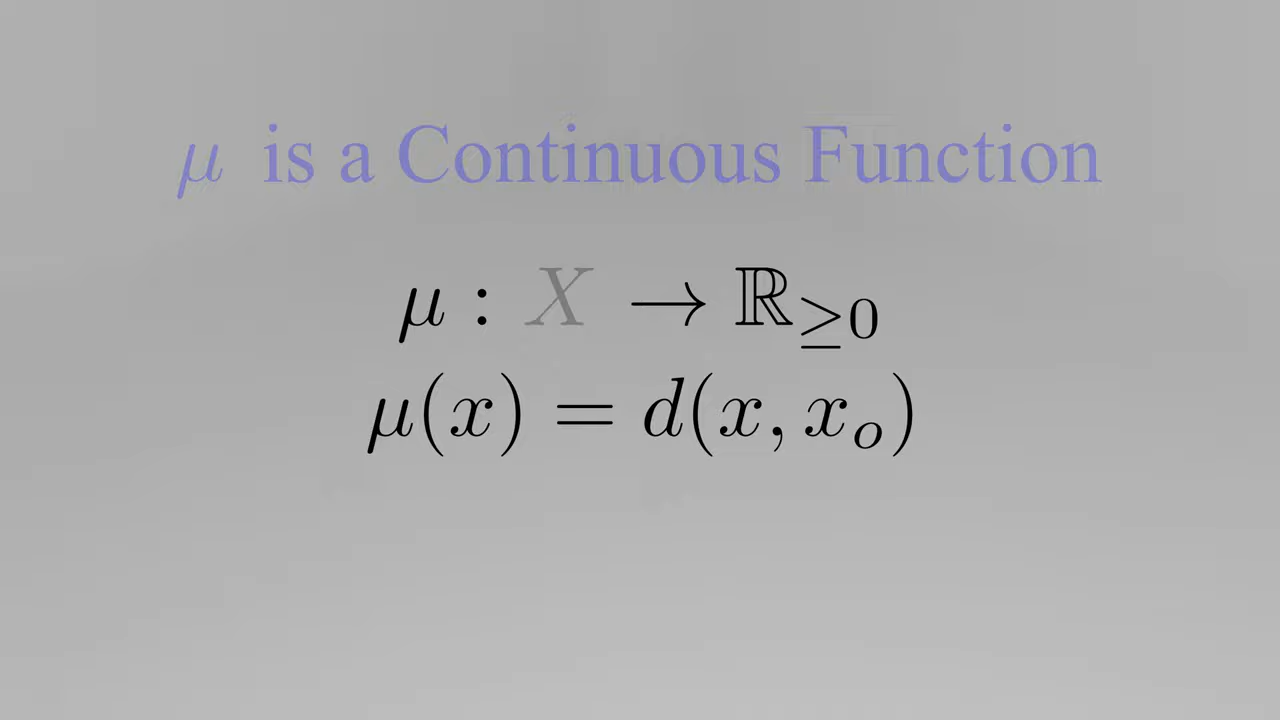 μ is a Continuous Function
μ : X → ℝ≥0
μ(x) = d(x, xₒ)